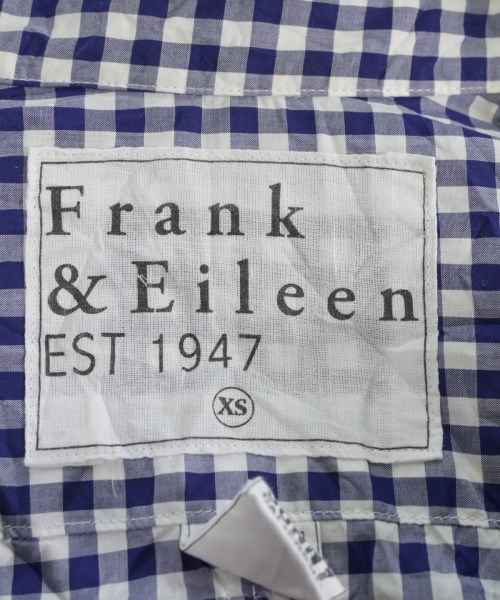 Frank
& Eileen
EST 1947
XS